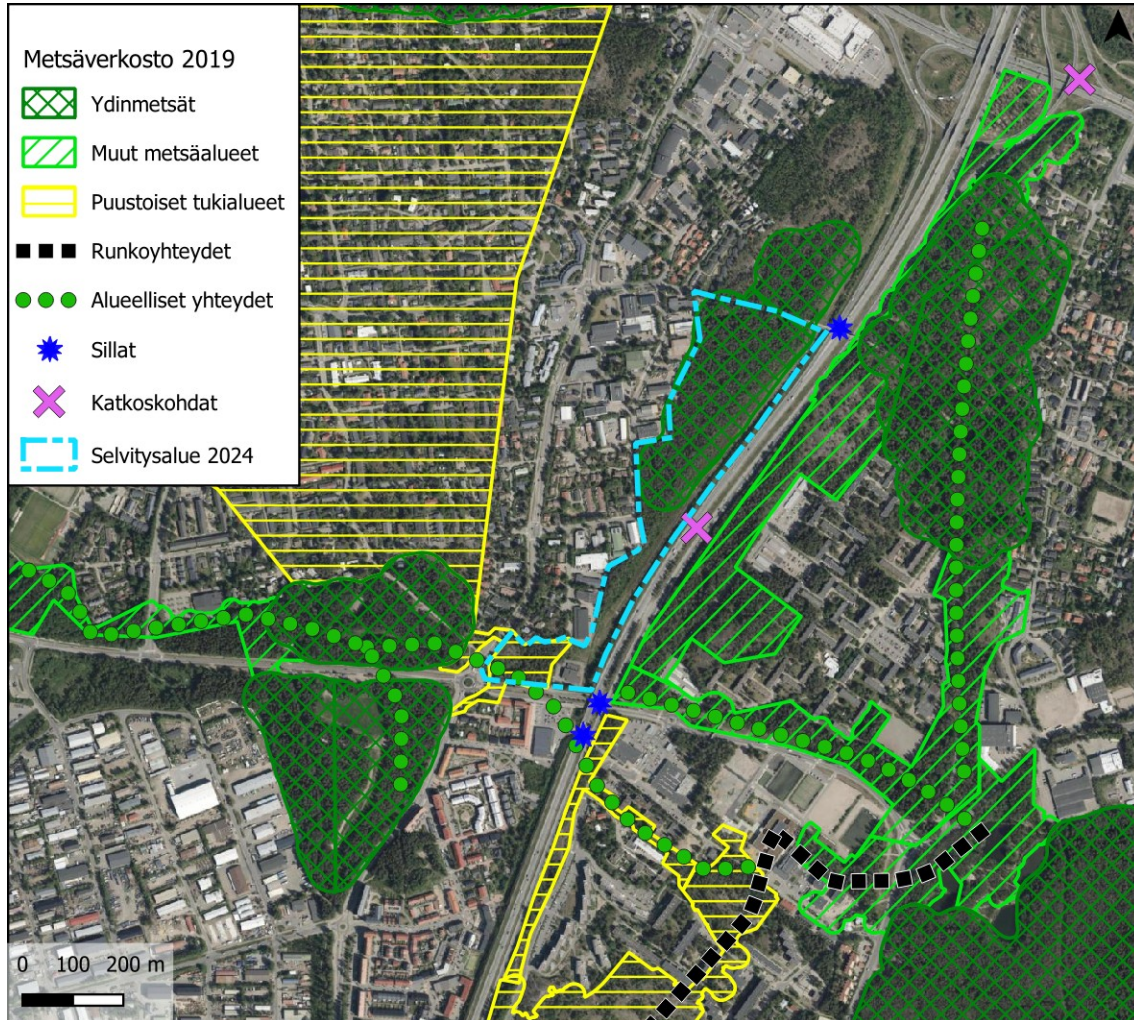 Metsäverkosto 2019
Ydinmetsät
Muut metsäalueet
Puustoiset tukialueet
Runkoyhteydet
Alueelliset yhteydet
Sillat
Katkoskohdat
Selvitysalue 2024
0 100 200 m